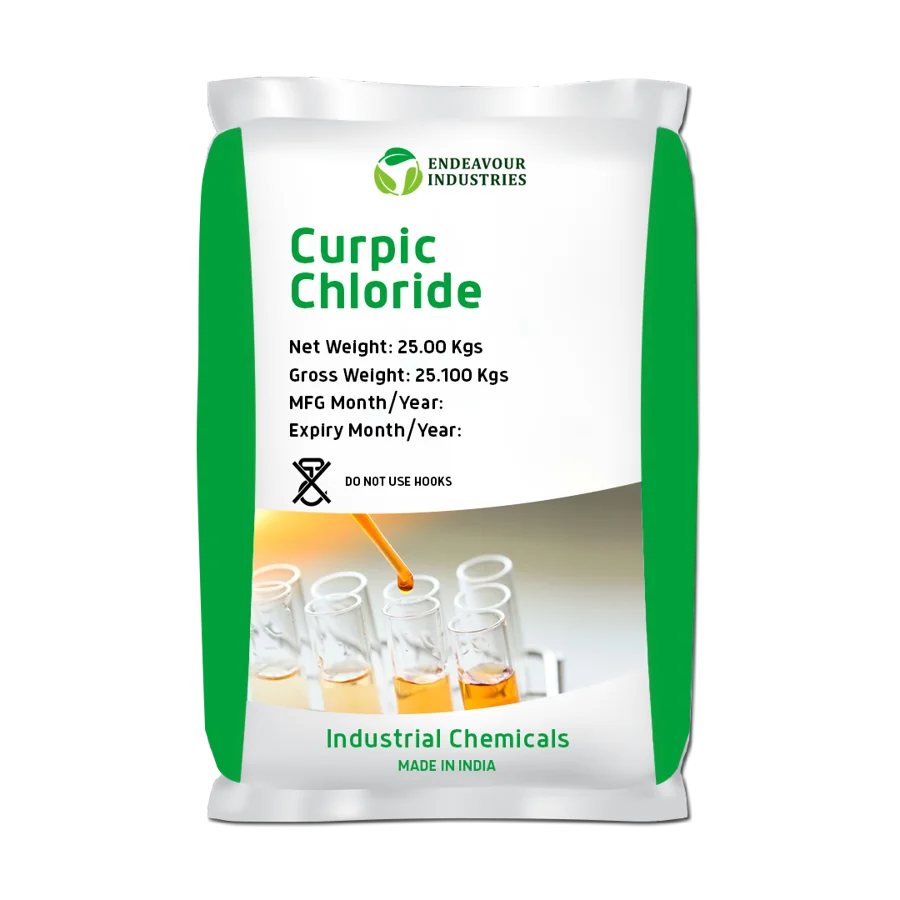 ENDEAVOUR
INDUSTRIES
Curpic
Chloride
Net Weight: 25.00 Kgs
Gross Weight: 25.100 Kgs
MFG Month/Year:
Expiry Month/Year:
DO NOT USE HOOKS
Industrial Chemicals
MADE IN INDIA